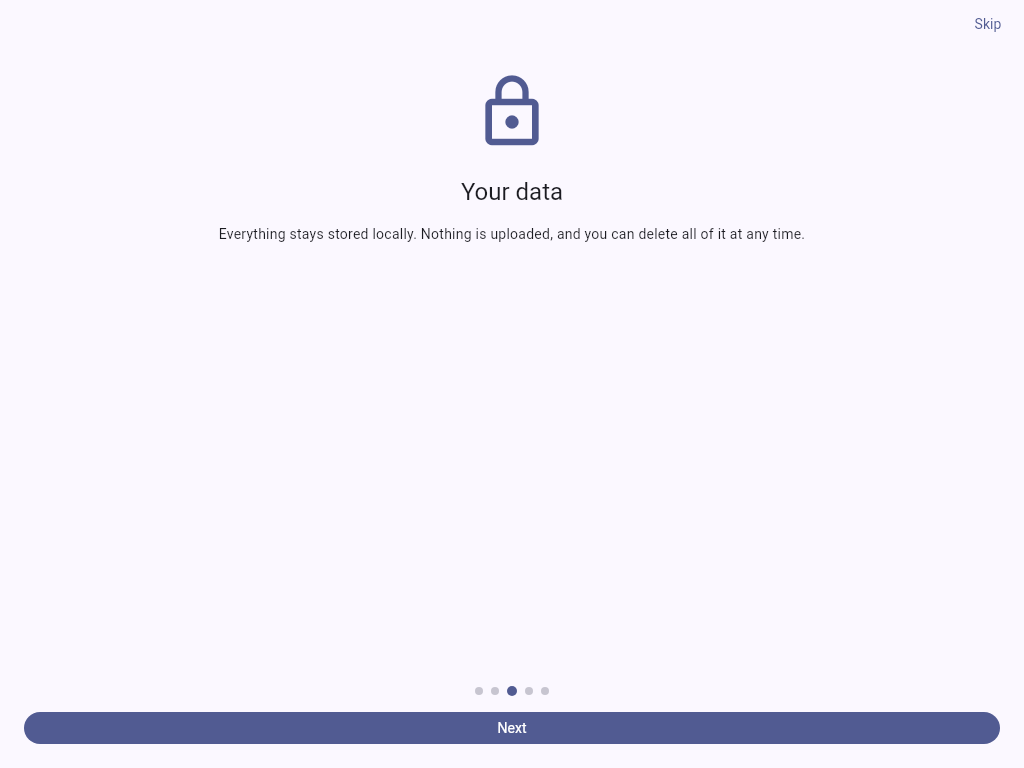 Skip
Your data
Everything stays stored locally. Nothing is uploaded, and you can delete all of it at any time.
Next